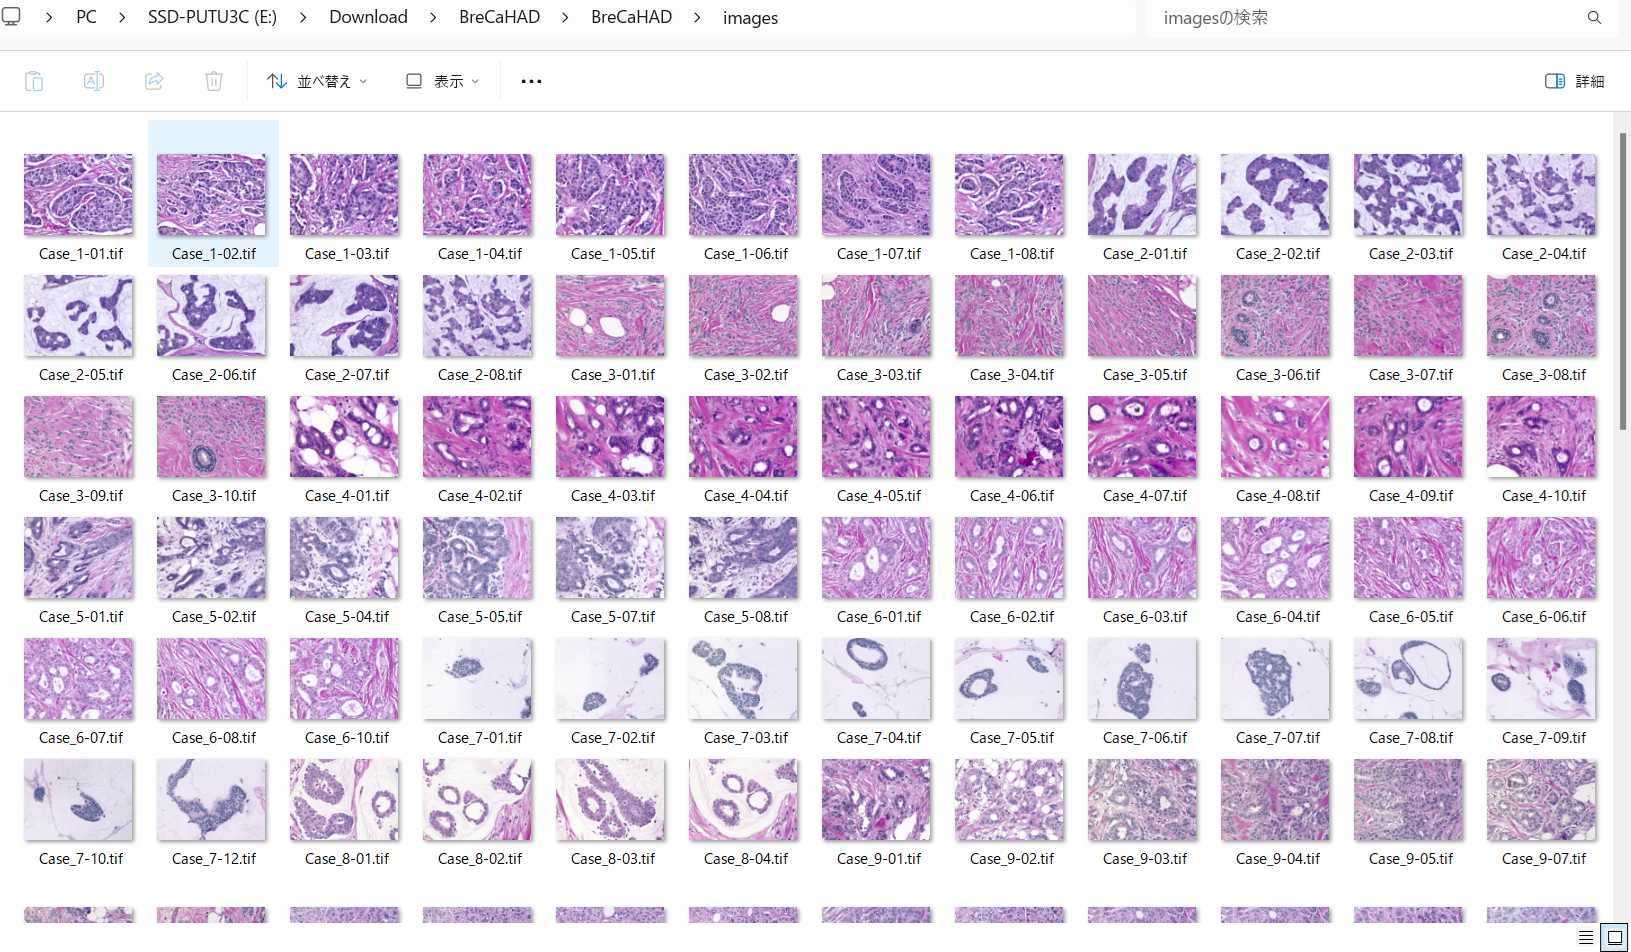 PC > SSD-PUTU3C (E:) > Download > BreCaHAD > BreCaHAD > images
imagesの検索
並べ替え 表示 ••• 詳細
Case_1-01.tif Case_1-02.tif Case_1-03.tif Case_1-04.tif Case_1-05.tif Case_1-06.tif Case_1-07.tif Case_1-08.tif Case_2-01.tif Case_2-02.tif Case_2-03.tif Case_2-04.tif
Case_2-05.tif Case_2-06.tif Case_2-07.tif Case_2-08.tif Case_3-01.tif Case_3-02.tif Case_3-03.tif Case_3-04.tif Case_3-05.tif Case_3-06.tif Case_3-07.tif Case_3-08.tif
Case_3-09.tif Case_3-10.tif Case_4-01.tif Case_4-02.tif Case_4-03.tif Case_4-04.tif Case_4-05.tif Case_4-06.tif Case_4-07.tif Case_4-08.tif Case_4-09.tif Case_4-10.tif
Case_5-01.tif Case_5-02.tif Case_5-04.tif Case_5-05.tif Case_5-07.tif Case_5-08.tif Case_6-01.tif Case_6-02.tif Case_6-03.tif Case_6-04.tif Case_6-05.tif Case_6-06.tif
Case_6-07.tif Case_6-08.tif Case_6-10.tif Case_7-01.tif Case_7-02.tif Case_7-03.tif Case_7-04.tif Case_7-05.tif Case_7-06.tif Case_7-07.tif Case_7-08.tif Case_7-09.tif
Case_7-10.tif Case_7-12.tif Case_8-01.tif Case_8-02.tif Case_8-03.tif Case_8-04.tif Case_9-01.tif Case_9-02.tif Case_9-03.tif Case_9-04.tif Case_9-05.tif Case_9-07.tif